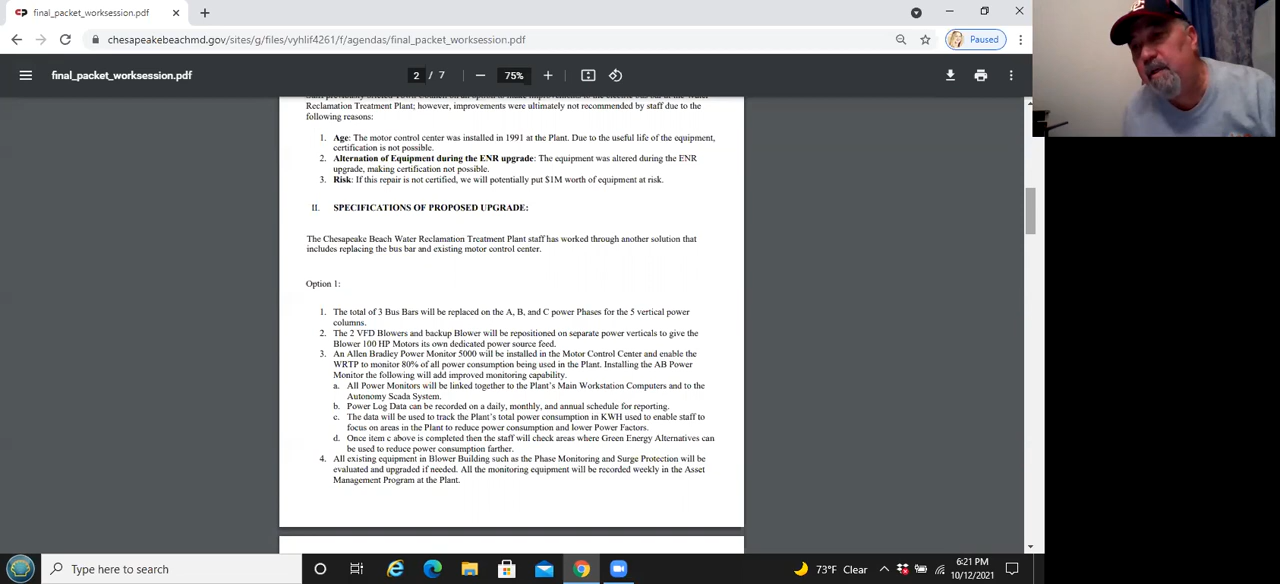 final_packet_worksession.pdf
chesapeakebeachmd.gov/sites/g/files/vyhlif4261/f/agendas/final_packet_worksession.pdf
Paused
final_packet_worksession.pdf
2 / 7
75%
Reclamation Treatment Plant; however, improvements were ultimately not recommended by staff due to the
following reasons:
1. Age: The motor control center was installed in 1991 at the Plant. Due to the useful life of the equipment,
certification is not possible.
2. Alternation of Equipment during the ENR upgrade: The equipment was altered during the ENR
upgrade, making certification not possible.
3. Risk: If this repair is not certified, we will potentially put $1M worth of equipment at risk.
II. SPECIFICATIONS OF PROPOSED UPGRADE:
The Chesapeake Beach Water Reclamation Treatment Plant staff has worked through another solution that
includes replacing the bus bar and existing motor control center.
Option 1:
1. The total of 3 Bus Bars will be replaced on the A, B, and C power Phases for the 5 vertical power
columns.
2. The 2 VFD Blowers and backup Blower will be repositioned on separate power verticals to give the
Blower 100 HP Motors its own dedicated power source feed.
3. An Allen Bradley Power Monitor 5000 will be installed in the Motor Control Center and enable the
WRTP to monitor 80% of all power consumption being used in the Plant. Installing the AB Power
Monitor the following will add improved monitoring capability.
a. All Power Monitors will be linked together to the Plant's Main Workstation Computers and to the
Autonomy Scada System.
b. Power Log Data can be recorded on a daily, monthly, and annual schedule for reporting.
c. The data will be used to track the Plant's total power consumption in KWH used to enable staff to
focus on areas in the Plant to reduce power consumption and lower Power Factors.
d. Once item c above is completed then the staff will check areas where Green Energy Alternatives can
be used to reduce power consumption farther.
4. All existing equipment in Blower Building such as the Phase Monitoring and Surge Protection will be
evaluated and upgraded if needed. All the monitoring equipment will be recorded weekly in the Asset
Management Program at the Plant.
Type here to search
73°F Clear
6:21 PM
10/12/2021